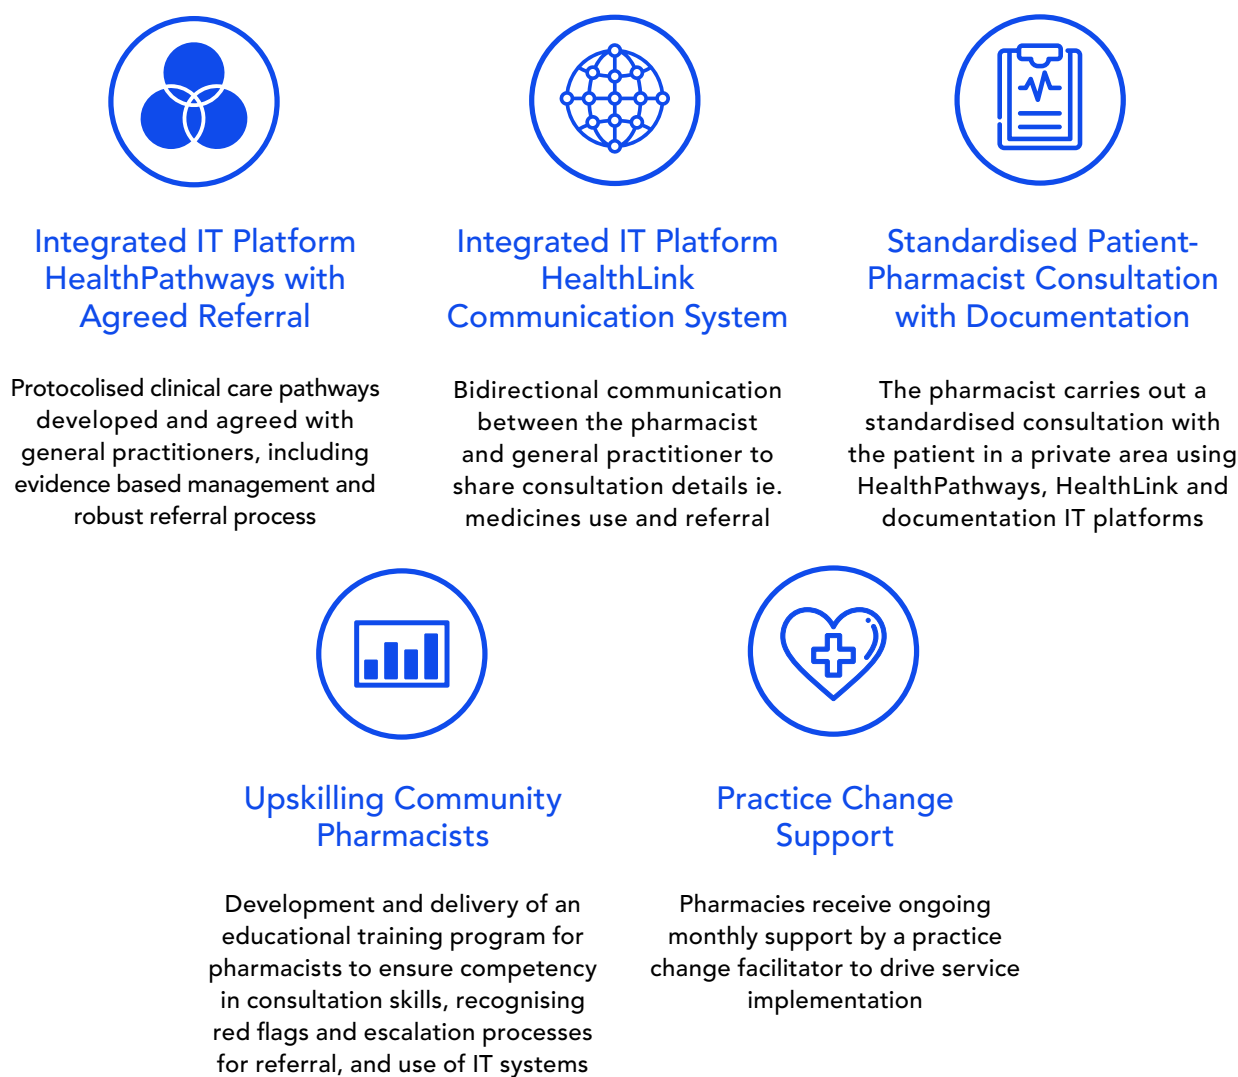 Integrated IT Platform
HealthPathways with
Agreed Referral
Protocolised clinical care pathways
developed and agreed with
general practitioners, including
evidence based management and
robust referral process
Integrated IT Platform
HealthLink
Communication System
Bidirectional communication
between the pharmacist
and general practitioner to
share consultation details ie.
medicines use and referral
Standardised Patient-
Pharmacist Consultation
with Documentation
The pharmacist carries out a
standardised consultation with
the patient in a private area using
HealthPathways, HealthLink and
documentation IT platforms
Upskilling Community
Pharmacists
Development and delivery of an
educational training program for
pharmacists to ensure competency
in consultation skills, recognising
red flags and escalation processes
for referral, and use of IT systems
Practice Change
Support
Pharmacies receive ongoing
monthly support by a practice
change facilitator to drive service
implementation